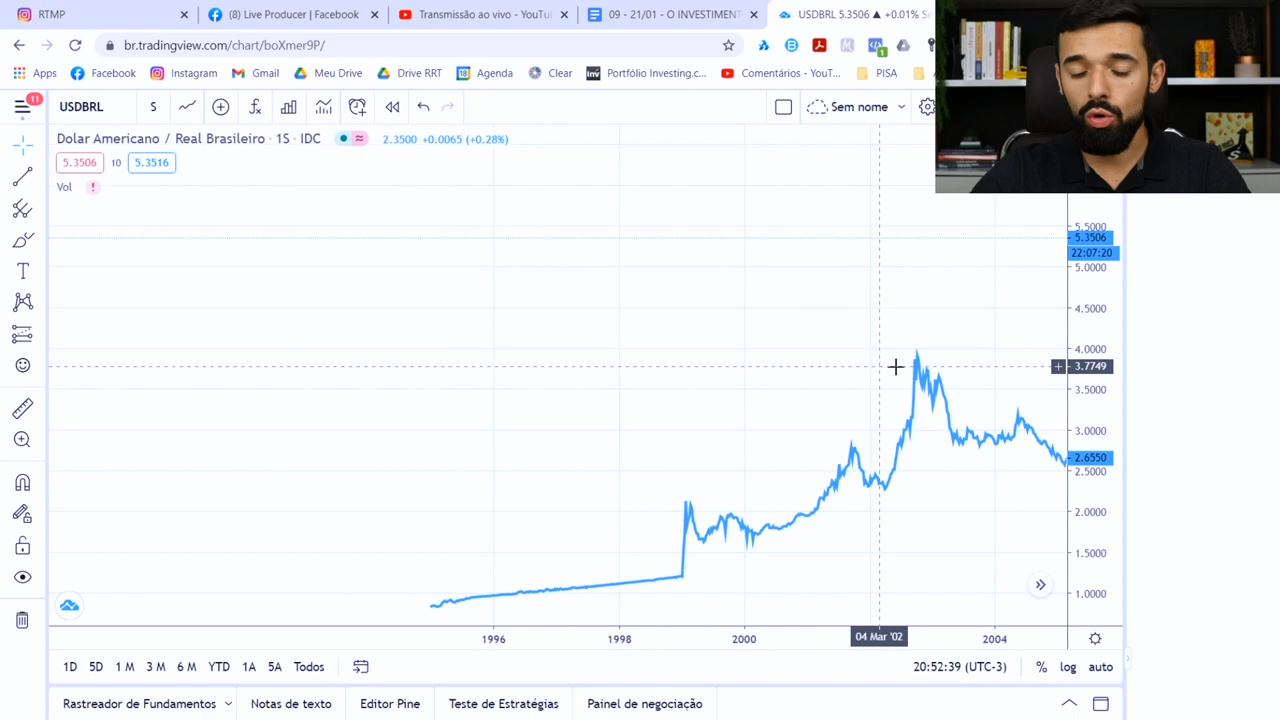 RTMP
(8) Live Producer | Facebook
Transmissão ao vivo - YouTu
09 - 21/01 - O INVESTIMENT
USDBRL 5.3506 ▲ +0.01%
br.tradingview.com/chart/boXmer9P/
Apps
Facebook
Instagram
Gmail
Meu Drive
Drive RRT
Agenda
Clear
Portfólio Investing.c...
Comentários - YouT...
PISA
11
USDBRL
S
Sem nome
Dolar Americano / Real Brasileiro · 1S · IDC
2.3500 +0.0065 (+0.28%)
5.3506
10
5.3516
Vol
!
5.5000
5.3506
22:07:20
5.0000
4.5000
4.0000
3.7749
3.5000
3.0000
2.6550
2.5000
2.0000
1.5000
1.0000
1996
1998
2000
04 Mar '02
2004
1D
5D
1 M
3 M
6 M
YTD
1A
5A
Todos
20:52:39 (UTC-3)
%
log
auto
Rastreador de Fundamentos
Notas de texto
Editor Pine
Teste de Estratégias
Painel de negociação